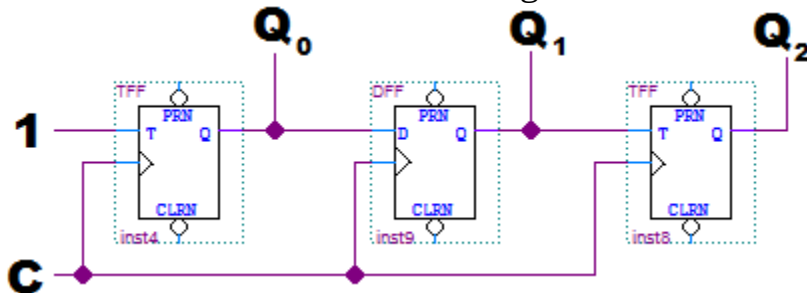 Q0 Q1 Q2
TFF DFF TFF
PRN PRN PRN
1 T Q D Q T Q
CLRN CLRN CLRN
inst4 inst9 inst8
C